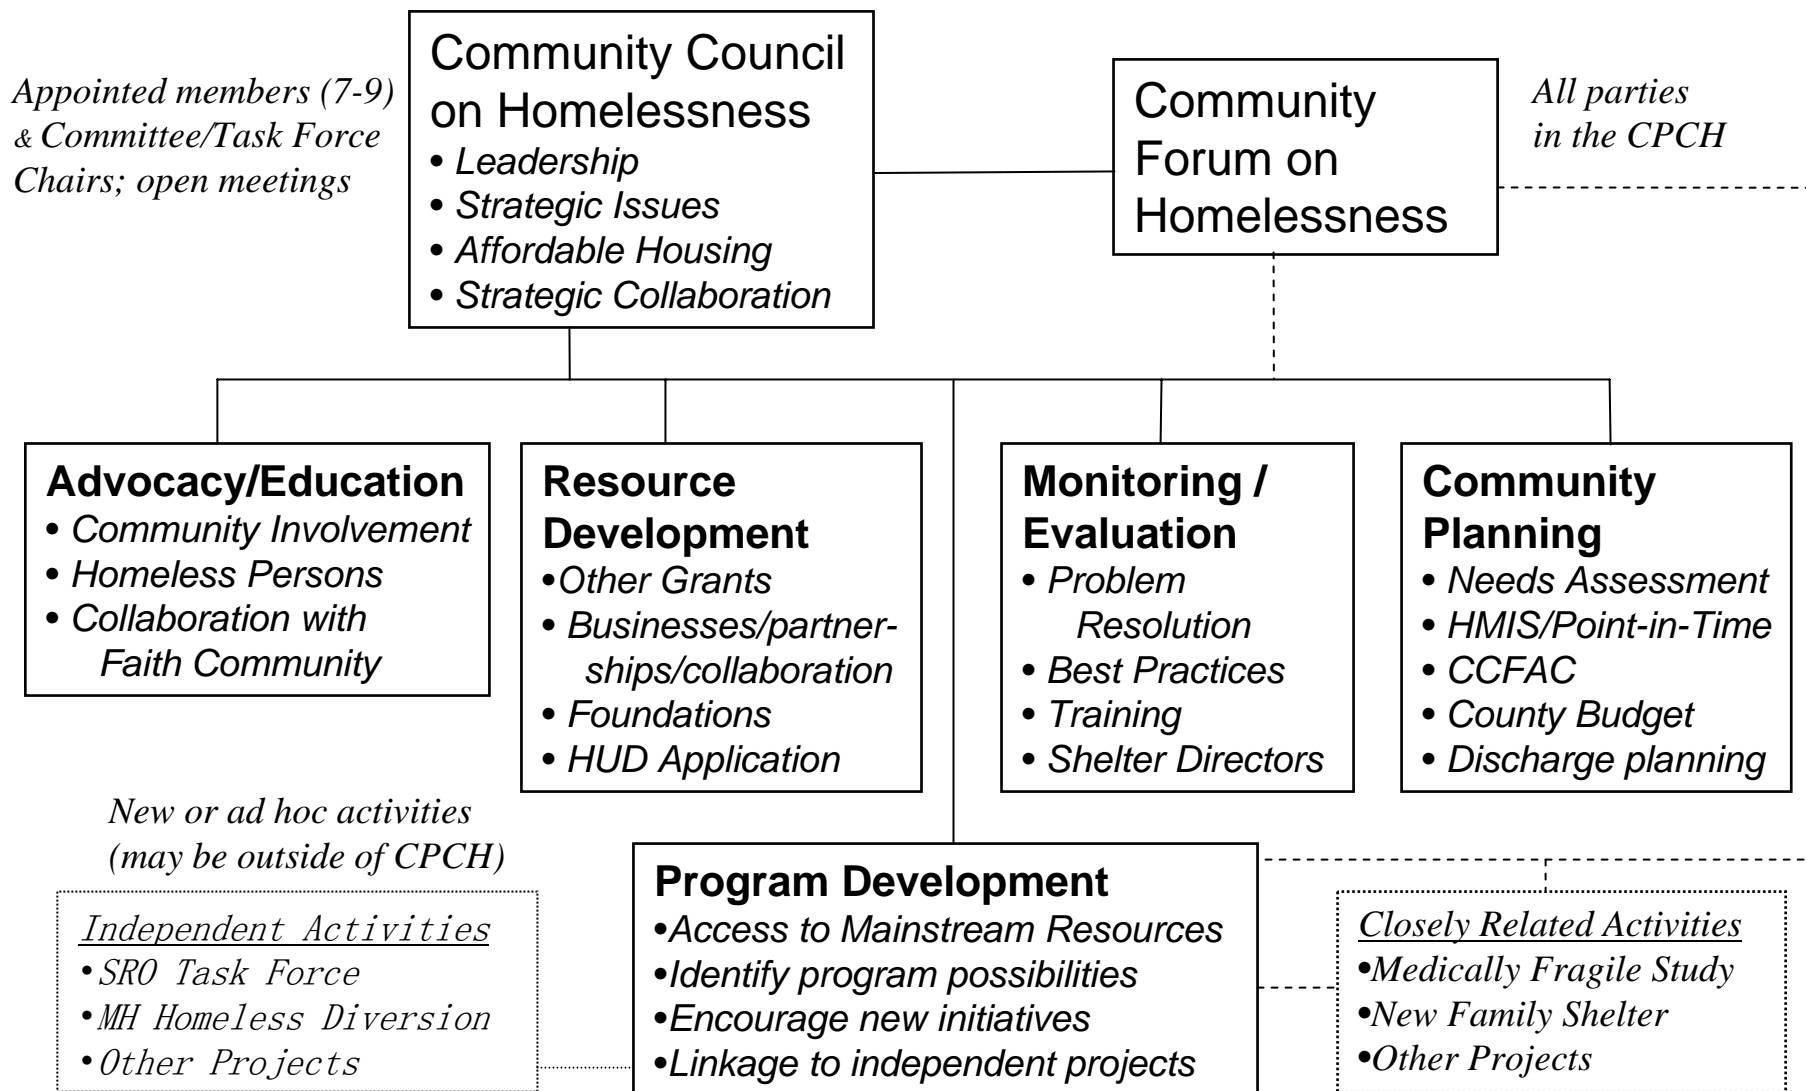 Appointed members (7-9)
& Committee/Task Force
Chairs; open meetings
Community Council
on Homelessness
• Leadership
• Strategic Issues
• Affordable Housing
• Strategic Collaboration
Community
Forum on
Homelessness
All parties
in the CPCH
Advocacy/Education
• Community Involvement
• Homeless Persons
• Collaboration with
Faith Community
Resource
Development
•Other Grants
• Businesses/partner-
ships/collaboration
• Foundations
• HUD Application
Monitoring /
Evaluation
• Problem
Resolution
• Best Practices
• Training
• Shelter Directors
Community
Planning
• Needs Assessment
• HMIS/Point-in-Time
• CCFAC
• County Budget
• Discharge planning
New or ad hoc activities
(may be outside of CPCH)
Independent Activities
•SRO Task Force
•MH Homeless Diversion
•Other Projects
Program Development
•Access to Mainstream Resources
•Identify program possibilities
•Encourage new initiatives
•Linkage to independent projects
Closely Related Activities
•Medically Fragile Study
•New Family Shelter
•Other Projects